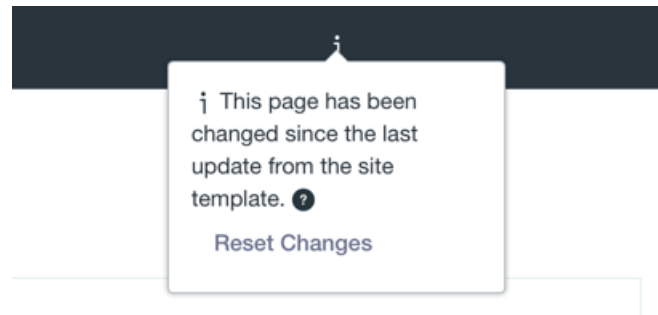 i
i This page has been
changed since the last
update from the site
template. ?
Reset Changes